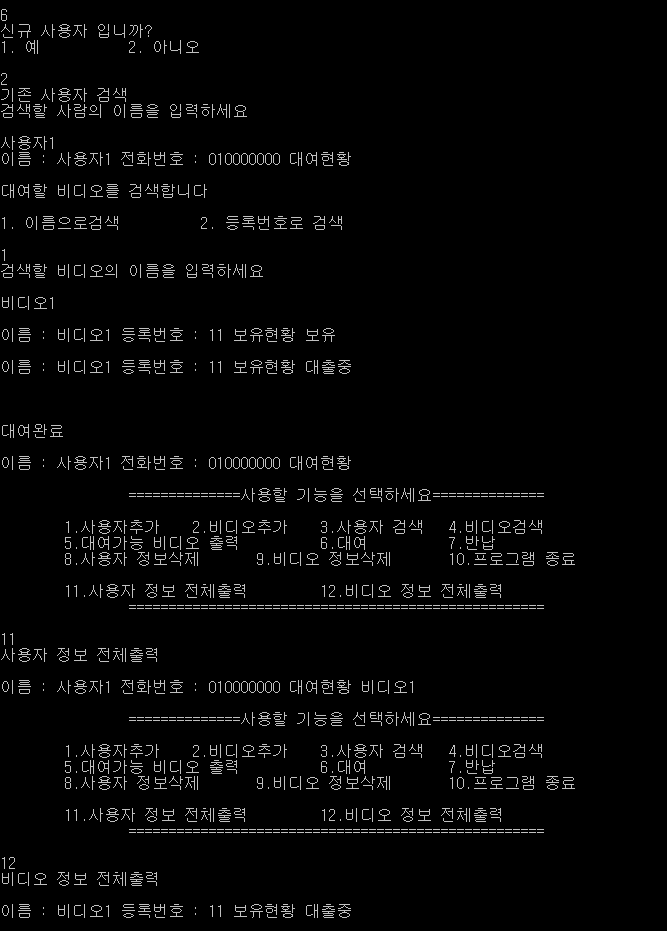 6
신규 사용자 입니까?
1. 예 2. 아니오
2
기존 사용자 검색
검색할 사람의 이름을 입력하세요
사용자1
이름 : 사용자1 전화번호 : 010000000 대여현황
대여할 비디오를 검색합니다
1. 이름으로검색 2. 등록번호로 검색
1
검색할 비디오의 이름을 입력하세요
비디오1
이름 : 비디오1 등록번호 : 11 보유현황 보유
이름 : 비디오1 등록번호 : 11 보유현황 대출중
대여완료
이름 : 사용자1 전화번호 : 010000000 대여현황
==============사용할 기능을 선택하세요==============
1.사용자추가 2.비디오추가 3.사용자 검색 4.비디오검색
5.대여가능 비디오 출력 6.대여 7.반납
8.사용자 정보삭제 9.비디오 정보삭제 10.프로그램 종료
11.사용자 정보 전체출력 12.비디오 정보 전체출력
====================================================
11
사용자 정보 전체출력
이름 : 사용자1 전화번호 : 010000000 대여현황 비디오1
==============사용할 기능을 선택하세요==============
1.사용자추가 2.비디오추가 3.사용자 검색 4.비디오검색
5.대여가능 비디오 출력 6.대여 7.반납
8.사용자 정보삭제 9.비디오 정보삭제 10.프로그램 종료
11.사용자 정보 전체출력 12.비디오 정보 전체출력
====================================================
12
비디오 정보 전체출력
이름 : 비디오1 등록번호 : 11 보유현황 대출중